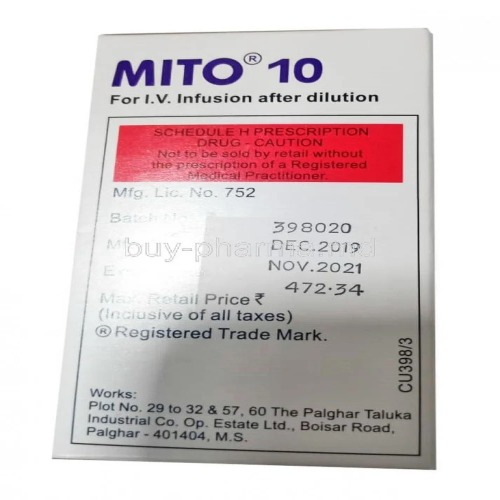 MITO® 10
For I.V. Infusion after dilution
SCHEDULE H PRESCRIPTION
DRUG - CAUTION
Not to be sold by retail without
the prescription of a Registered
Medical Practitioner.
Mfg. Lic. No. 752
Batch 398020
DEC.2019
NOV.2021
472.34
Max. Retail Price ₹
(Inclusive of all taxes)
® Registered Trade Mark.
CU398/3
Works:
Plot No. 29 to 32 & 57, 60 The Palghar Taluka
Industrial Co. Op. Estate Ltd., Boisar Road,
Palghar - 401404, M.S.